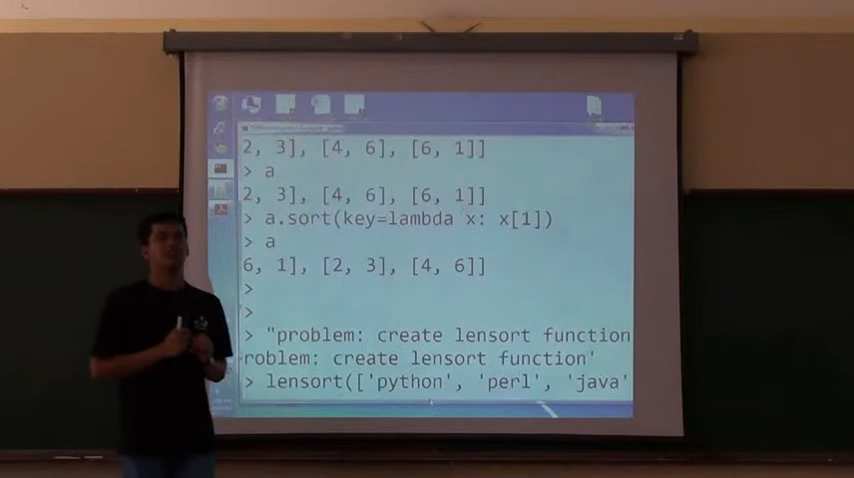 2, 3], [4, 6], [6, 1]]
> a
2, 3], [4, 6], [6, 1]]
> a.sort(key=lambda x: x[1])
> a
6, 1], [2, 3], [4, 6]]
>
>
> "problem: create lensort function
roblem: create lensort function'
> lensort(['python', 'perl', 'java'